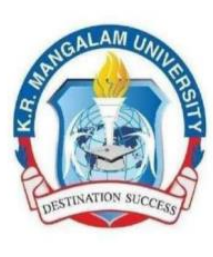 K.R. MANGALAM UNIVERSITY
DESTINATION SUCCESS